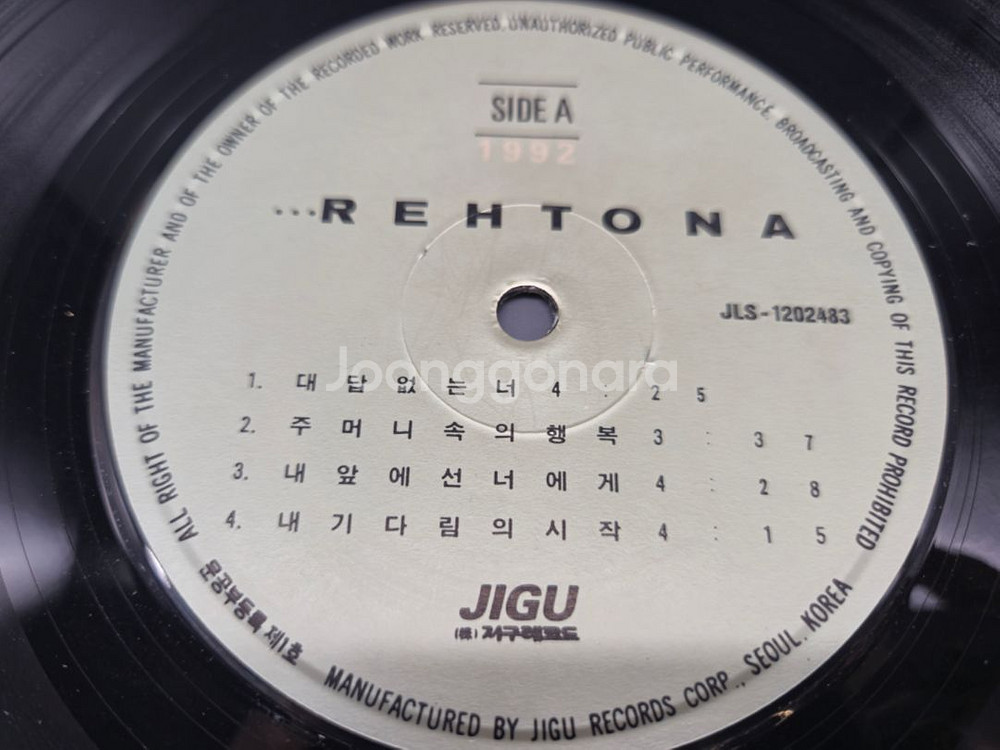 ALL RIGHT OF THE MANUFACTURER AND OF THE OWNER OF THE RECORDED WORK RESERVED. UNAUTHORIZED PUBLIC PERFORMANCE. BROADCASTING AND COPYING OF THIS RECORD PROHIBITED
SIDE A
1992
...REHTONA
JLS-1202483
Joonggonara
1. 대답없는너 4 : 25
2. 주머니속의행복 3 : 37
3. 내앞에선너에게 4 : 28
4. 내기다림의시작 4 : 15
JIGU
(株) 지구레코드
문공부등록 제1호
MANUFACTURED BY JIGU RECORDS CORP., SEOUL. KOREA